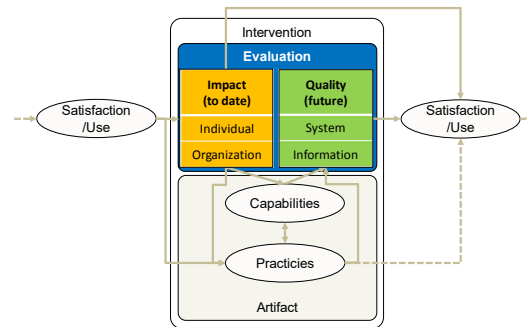 Intervention
Evaluation
Impact
(to date)
Quality
(future)
Satisfaction
/Use
Individual
System
Satisfaction
/Use
Organization
Information
Capabilities
Practicies
Artifact